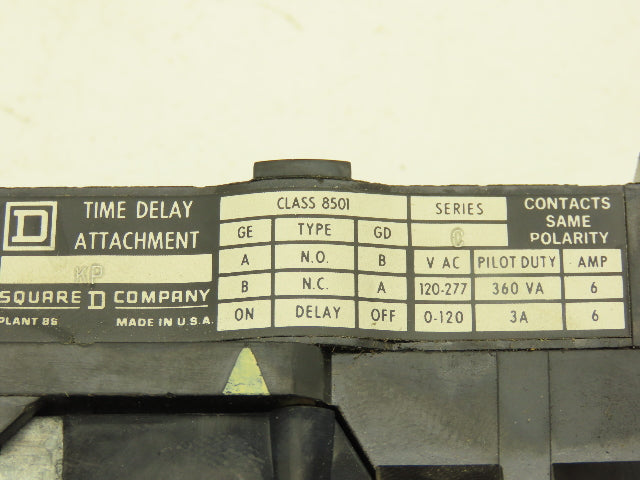 D
TIME DELAY
ATTACHMENT
KP
SQUARE D COMPANY
PLANT 86 MADE IN U.S.A.
CLASS 8501
GE TYPE GD
A N.O. B
B N.C. A
ON DELAY OFF
SERIES
C
CONTACTS
SAME
POLARITY
V AC PILOT DUTY AMP
120-277 360 VA 6
0-120 3A 6